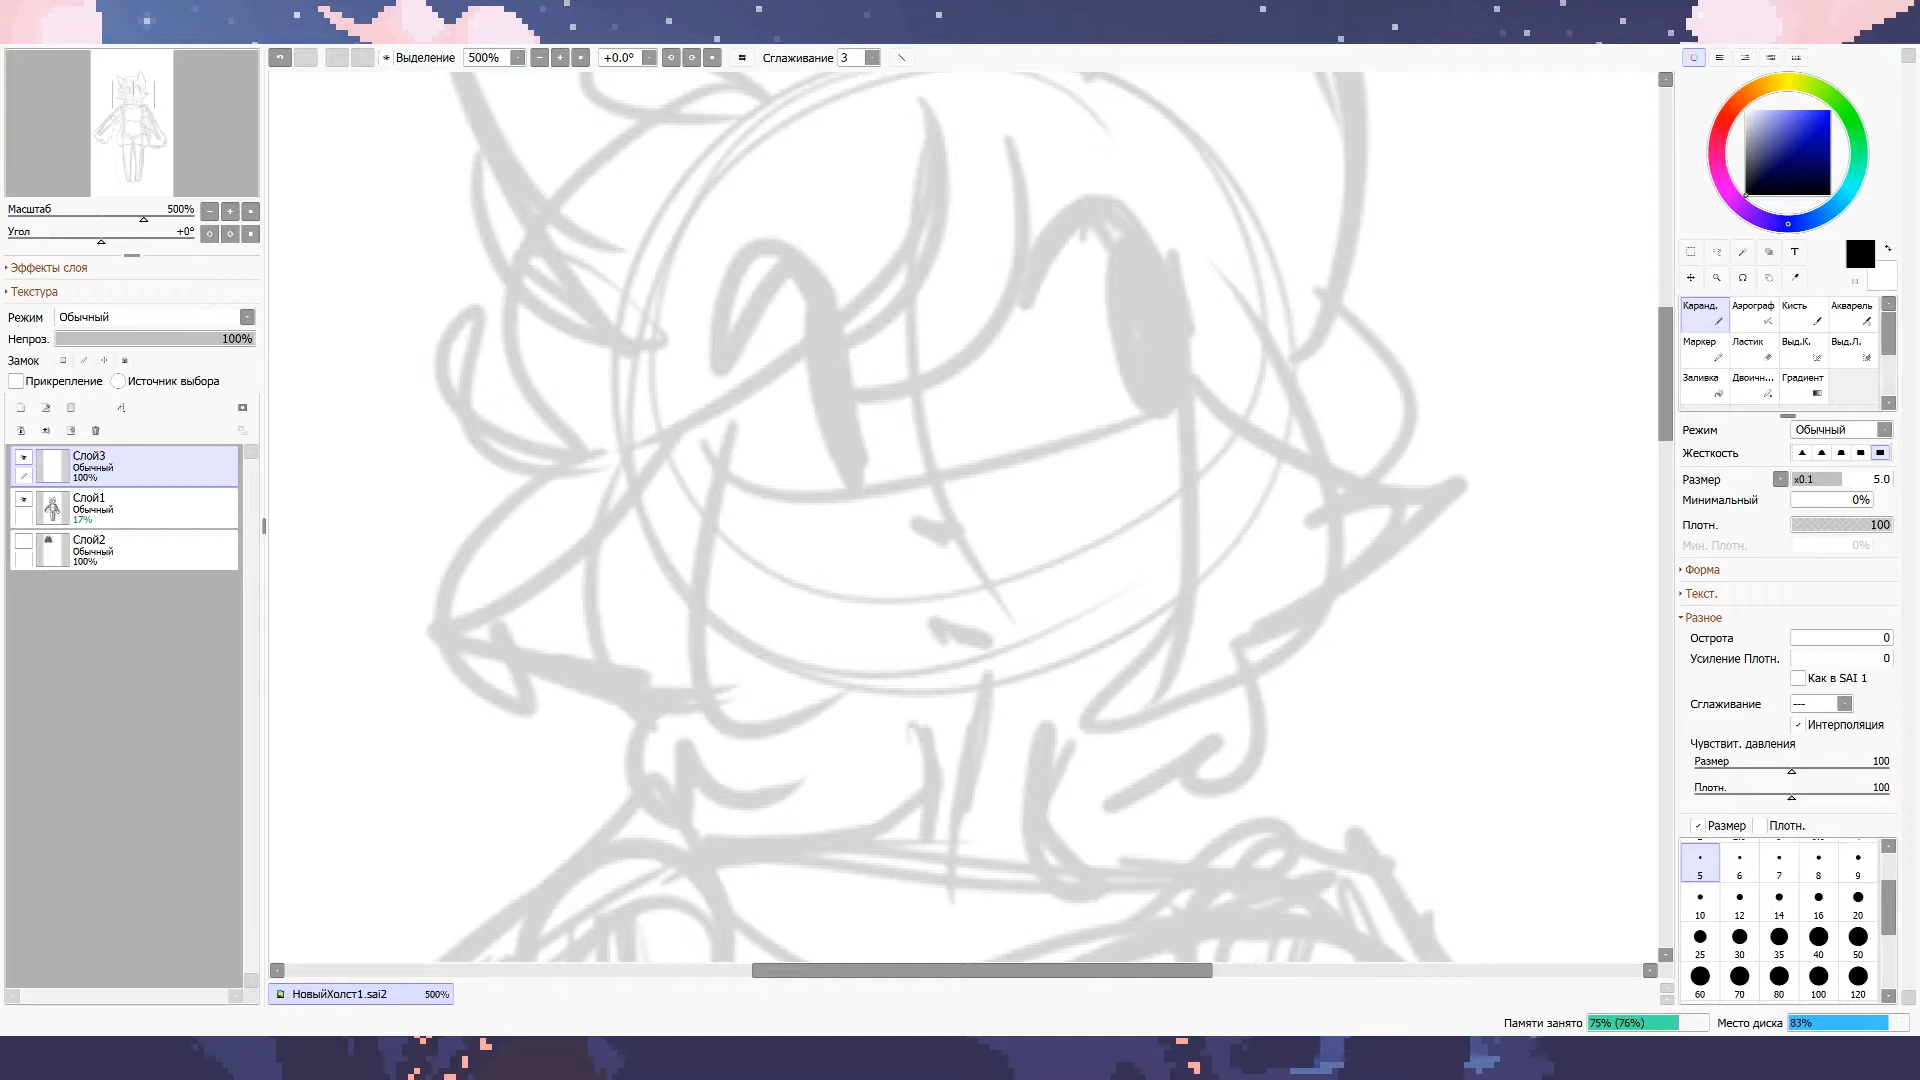 Выделение 500% +0.0° Сглаживание 3
Масштаб 500%
Угол +0°
Эффекты слоя
Текстура
Режим Обычный
Непроз. 100%
Замок
Прикрепление Источник выбора
Слой3
Обычный
100%
Слой1
Обычный
17%
Слой2
Обычный
100%
НовыйХолст1.sai2 500%
T
Каранд. Аэрограф Кисть Акварель
Маркер Ластик Выд.К. Выд.Л.
Заливка Двоичн... Градиент
Режим Обычный
Жесткость
Размер x0.1 5.0
Минимальный 0%
Плотн. 100
Мин. Плотн. 0%
Форма
Текст.
Разное
Острота 0
Усиление Плотн. 0
Как в SAI 1
Сглаживание ---
Интерполяция
Чувствит. давления
Размер 100
Плотн. 100
Размер Плотн.
5 6 7 8 9
10 12 14 16 20
25 30 35 40 50
60 70 80 100 120
Памяти занято 75% (76%) Место диска 83%